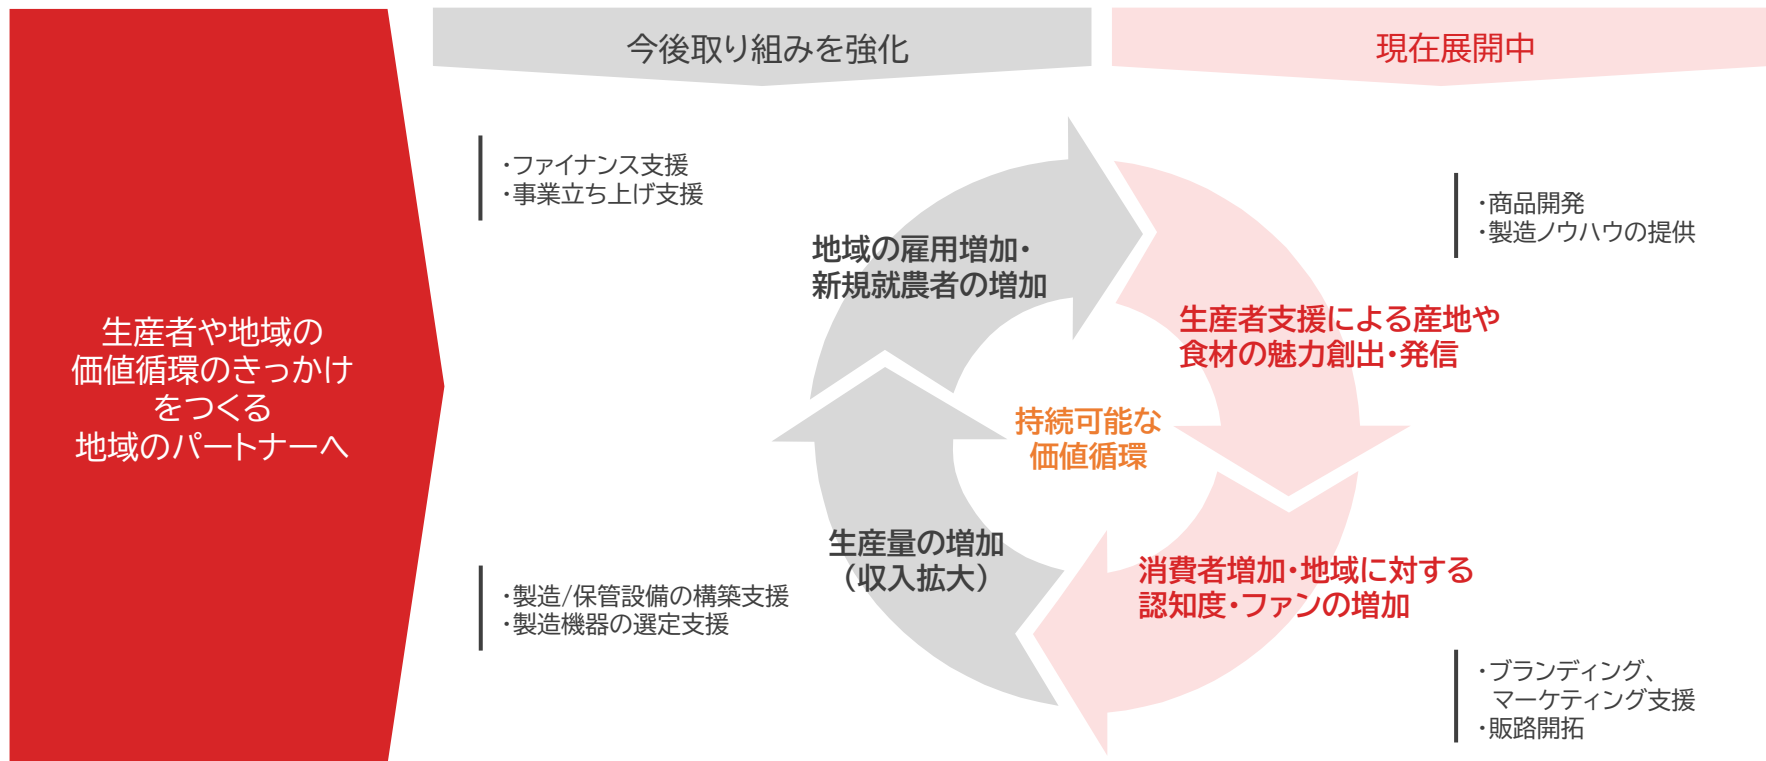 生産者や地域の
価値循環のきっかけ
をつくる
地域のパートナーへ
今後取り組みを強化
現在展開中
・ファイナンス支援
・事業立ち上げ支援
地域の雇用増加・
新規就農者の増加
・商品開発
・製造ノウハウの提供
生産者支援による産地や
食材の魅力創出・発信
持続可能な
価値循環
生産量の増加
（収入拡大）
・製造/保管設備の構築支援
・製造機器の選定支援
消費者増加・地域に対する
認知度・ファンの増加
・ブランディング、
マーケティング支援
・販路開拓